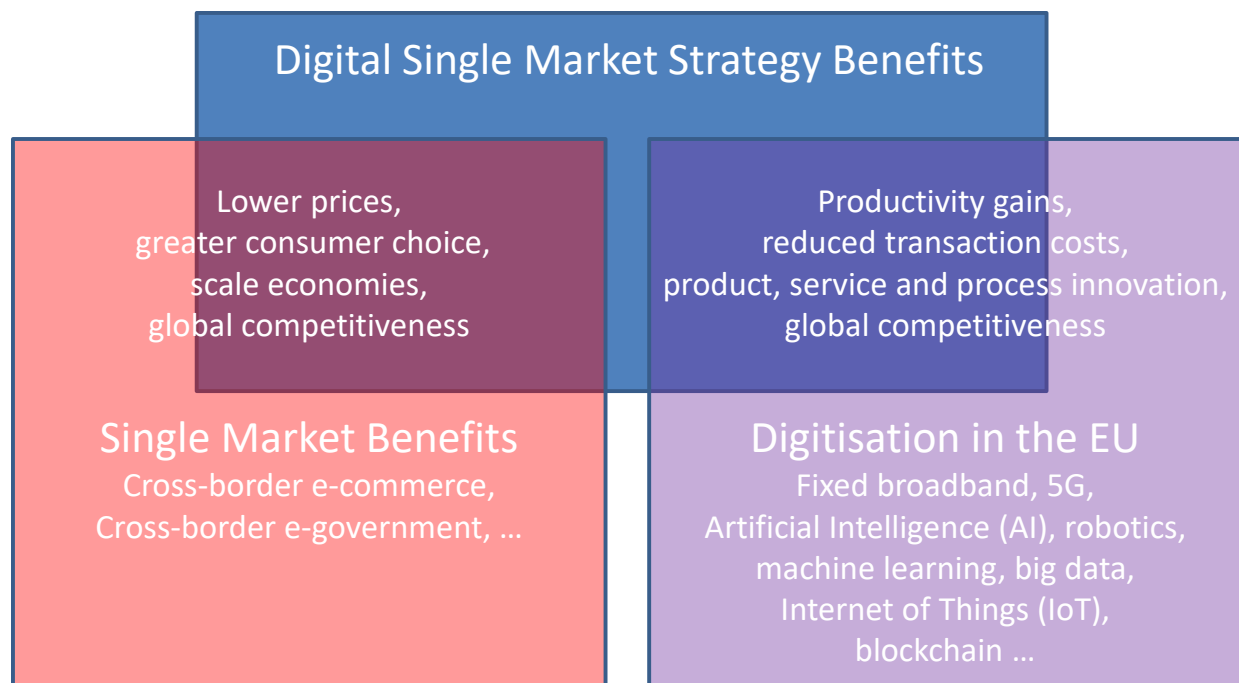 Digital Single Market Strategy Benefits
Lower prices,
greater consumer choice,
scale economies,
global competitiveness
Productivity gains,
reduced transaction costs,
product, service and process innovation,
global competitiveness
Single Market Benefits
Cross-border e-commerce,
Cross-border e-government, …
Digitisation in the EU
Fixed broadband, 5G,
Artificial Intelligence (AI), robotics,
machine learning, big data,
Internet of Things (IoT),
blockchain …